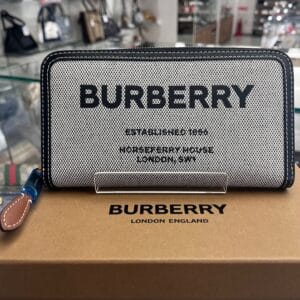 BURBERRY
ESTABLISHED 1856
HORSEFERRY HOUSE
LONDON, SW1
BURBERRY
LONDON ENGLAND